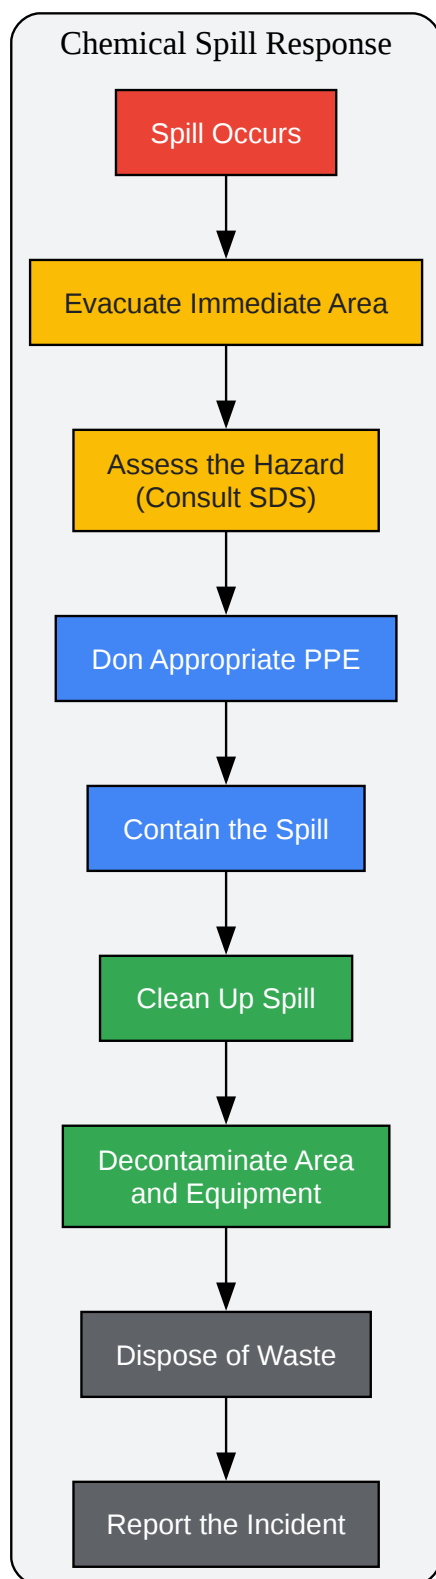 Chemical Spill Response
Spill Occurs
Evacuate Immediate Area
Assess the Hazard
(Consult SDS)
Don Appropriate PPE
Contain the Spill
Clean Up Spill
Decontaminate Area
and Equipment
Dispose of Waste
Report the Incident